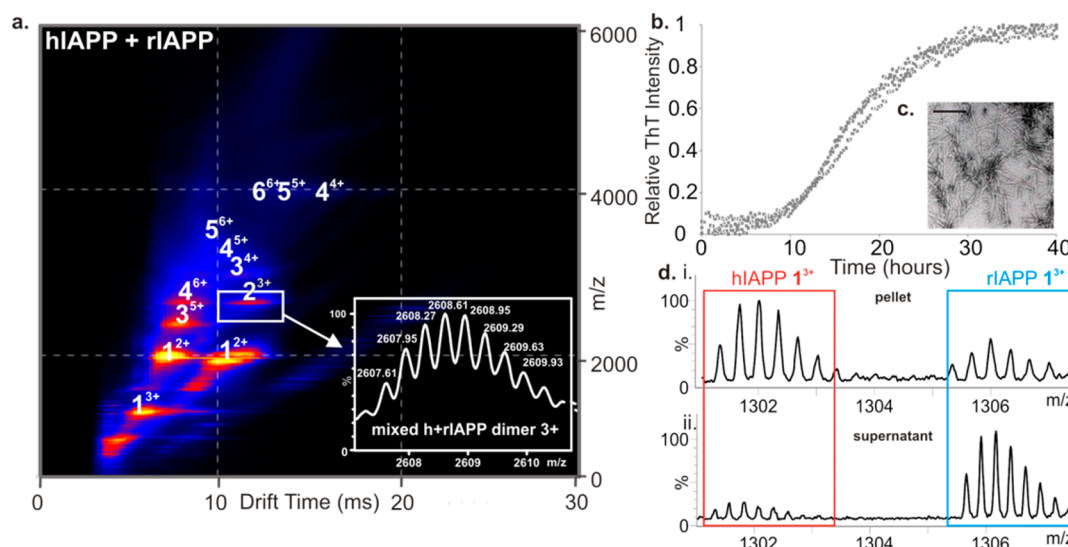 a.
hIAPP + rIAPP
6000
4000
2000
0
m/z
6⁶⁺ 5⁵⁺ 4⁴⁺
5⁶⁺
4⁵⁺
3⁴⁺
4⁶⁺ 2³⁺
3⁵⁺
1²⁺ 1²⁺
1³⁺
0 10 20 30
Drift Time (ms)
100
%
0
2607.61
2607.95
2608.27
2608.61
2608.95
2609.29
2609.63
2609.93
mixed h+rIAPP dimer 3+
2608 2609 2610 m/z
b.
Relative ThT Intensity
1
0.8
0.6
0.4
0.2
0
0 10 20 30 40
Time (hours)
c.
d. i.
hIAPP 1³⁺ rIAPP 1³⁺
pellet
100
%
0
1302 1304 1306 m/z
ii.
supernatant
100
%
0
1302 1304 1306 m/z